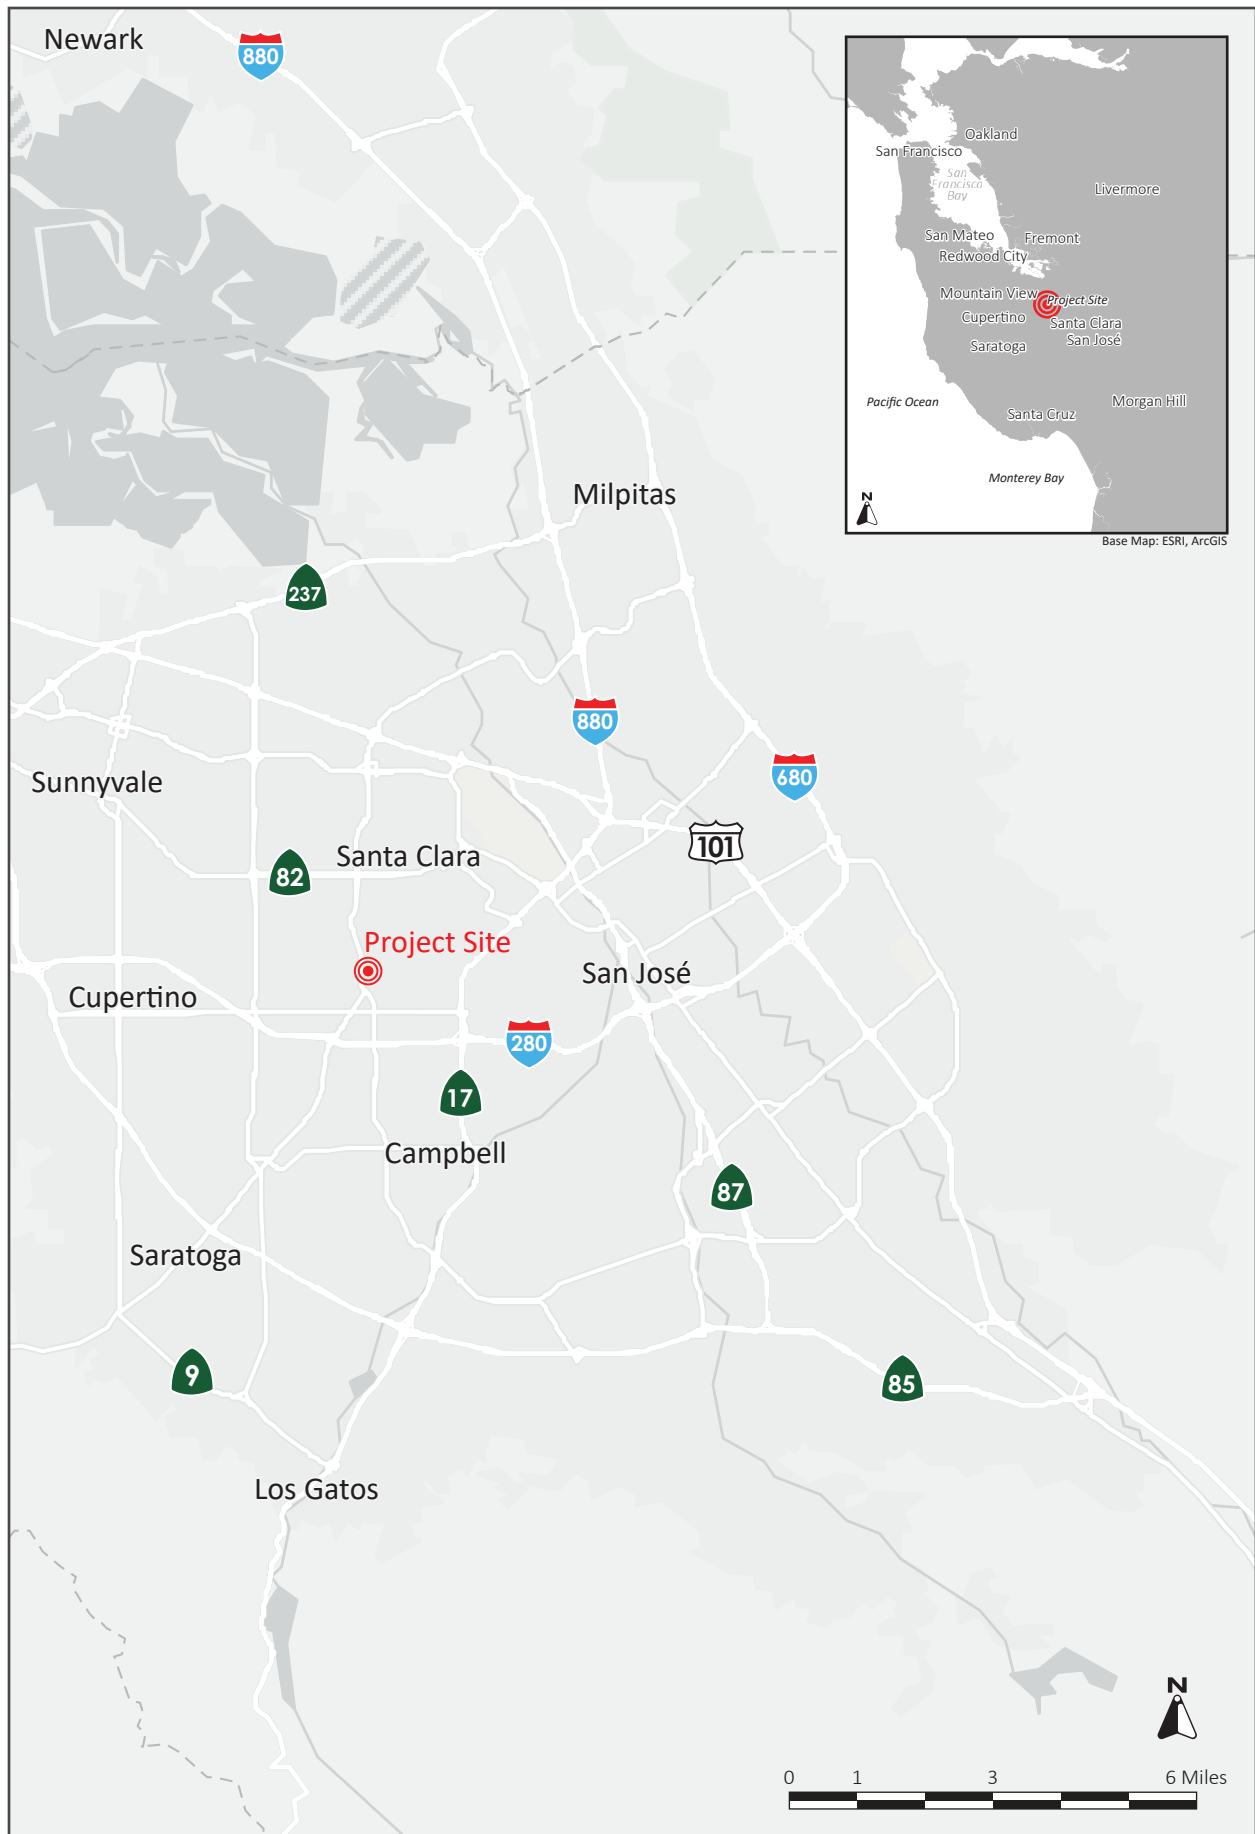 Newark
880
Oakland
San Francisco
San
Francisco
Bay
Livermore
San Mateo
Fremont
Redwood City
Mountain View
Project Site
Cupertino
Santa Clara
San José
Saratoga
Pacific Ocean
Morgan Hill
Santa Cruz
Monterey Bay
N
Base Map: ESRI, ArcGIS
Milpitas
237
880
680
Sunnyvale
101
Santa Clara
82
Project Site
San José
Cupertino
280
17
Campbell
87
Saratoga
9
85
Los Gatos
N
0 1 3 6 Miles